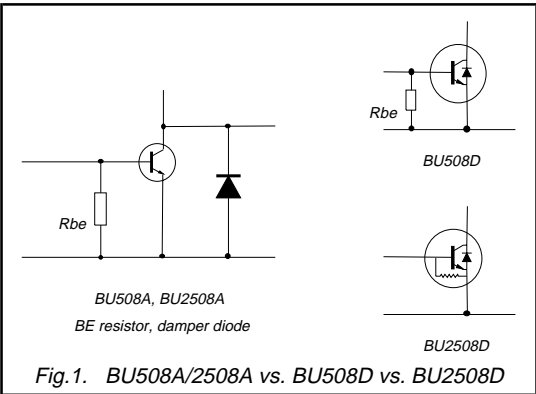 Rbe
BU508A, BU2508A
BE resistor, damper diode
Rbe
BU508D
BU2508D
Fig.1. BU508A/2508A vs. BU508D vs. BU2508D